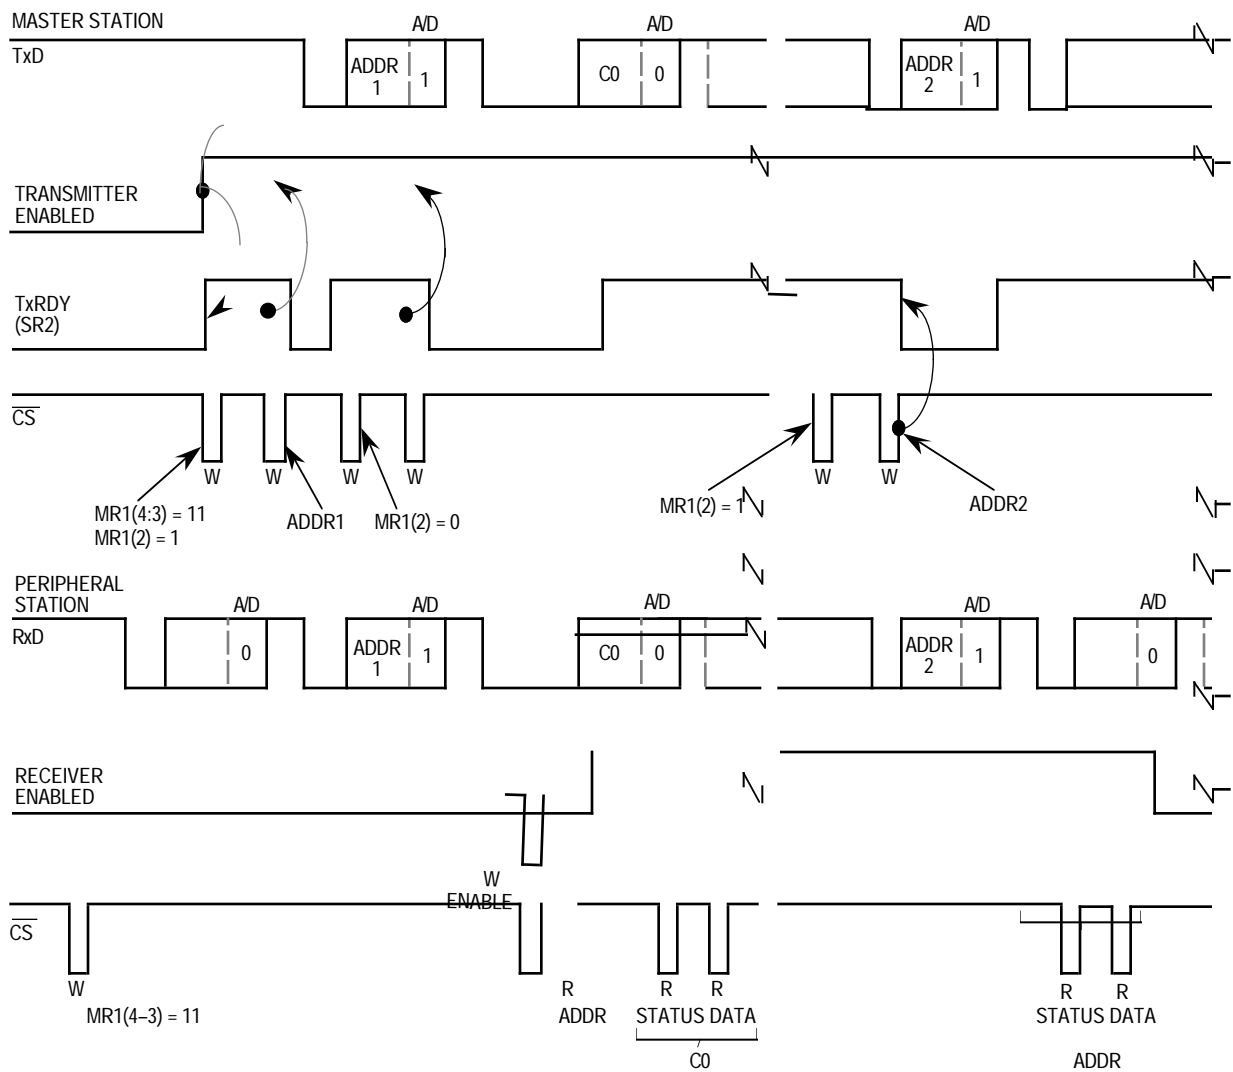 MASTER STATION
A/D
A/D
A/D
TxD
ADDR
1
1
C0
0
ADDR
2
1
TRANSMITTER
ENABLED
TxRDY
(SR2)
CS
W
W
W
W
W
W
MR1(4:3) = 11
MR1(2) = 1
ADDR1
MR1(2) = 0
MR1(2) = 1
ADDR2
PERIPHERAL
STATION
A/D
A/D
A/D
A/D
A/D
RxD
0
ADDR
1
1
C0
0
ADDR
2
1
0
RECEIVER
ENABLED
W
ENABLE
CS
W
R
R
R
R
R
MR1(4–3) = 11
ADDR
STATUS DATA
STATUS DATA
C0
ADDR